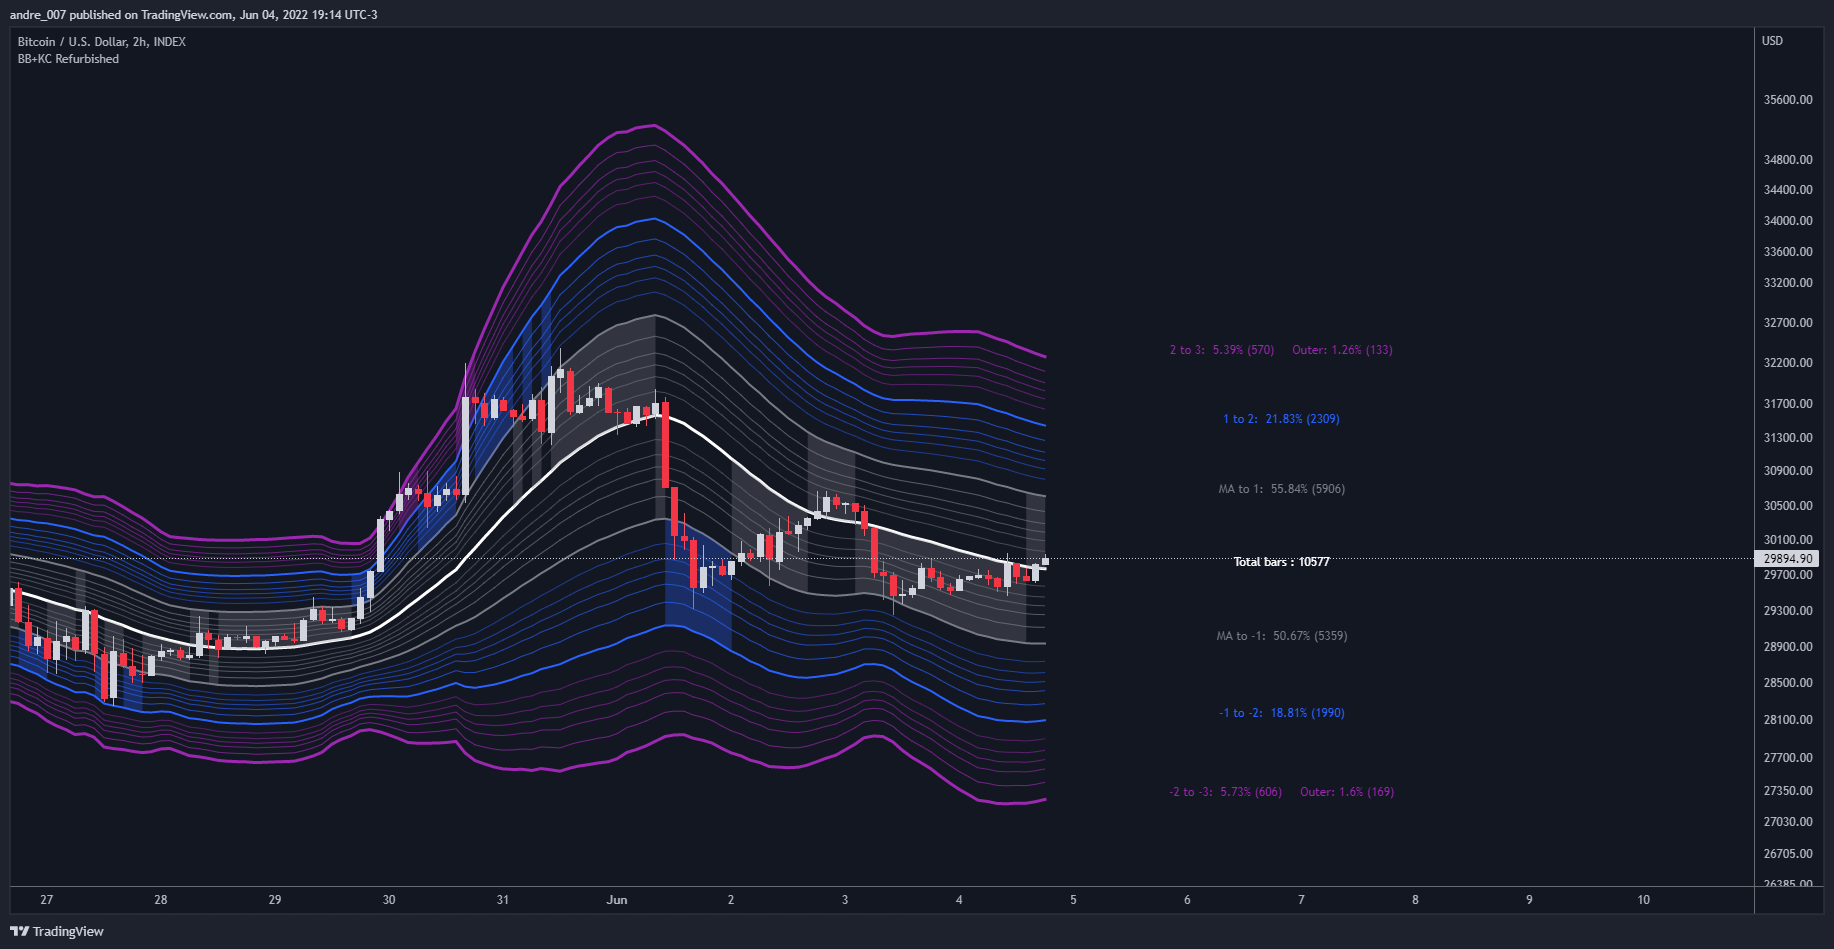 andre_007 published on TradingView.com, Jun 04, 2022 19:14 UTC-3
Bitcoin / U.S. Dollar, 2h, INDEX
BB+KC Refurbished
USD
35600.00
34800.00
34400.00
34000.00
33600.00
33200.00
32700.00
2 to 3: 5.39% (570) Outer: 1.26% (133)
32200.00
31700.00
1 to 2: 21.83% (2309)
31300.00
30900.00
MA to 1: 55.84% (5906)
30500.00
30100.00
Total bars : 10577
29894.90
29700.00
29300.00
MA to -1: 50.67% (5359)
28900.00
28500.00
-1 to -2: 18.81% (1990)
28100.00
27700.00
-2 to -3: 5.73% (606) Outer: 1.6% (169)
27350.00
27030.00
26705.00
26385.00
27 28 29 30 31 Jun 2 3 4 5 6 7 8 9 10
TradingView